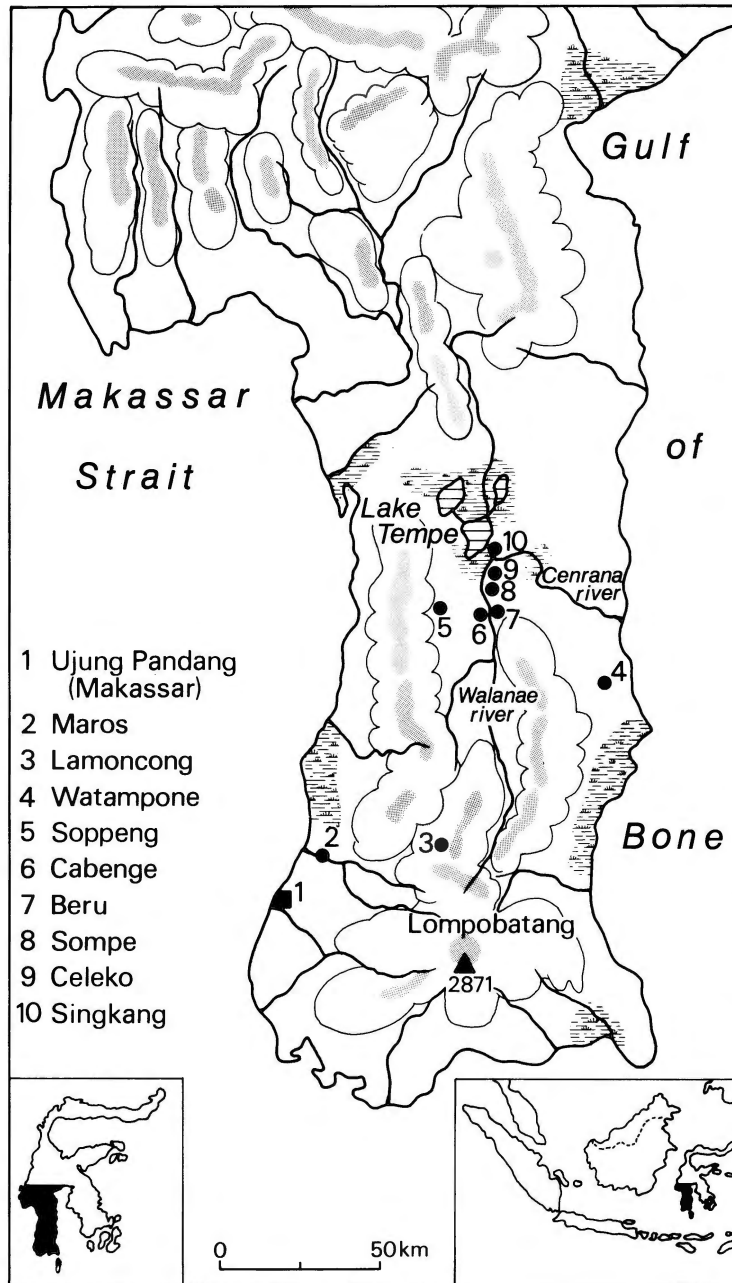 Gulf
Makassar
Strait
of
Lake
Tempe
10
9
8
Cenrana
river
5
6
7
4
Walanae
river
1 Ujung Pandang
(Makassar)
2 Maros
3 Lamoncong
4 Watampone
5 Soppeng
6 Cabenge
7 Beru
8 Sompe
9 Celeko
10 Singkang
2
3
Bone
1
Lompobatang
2871
0 50 km